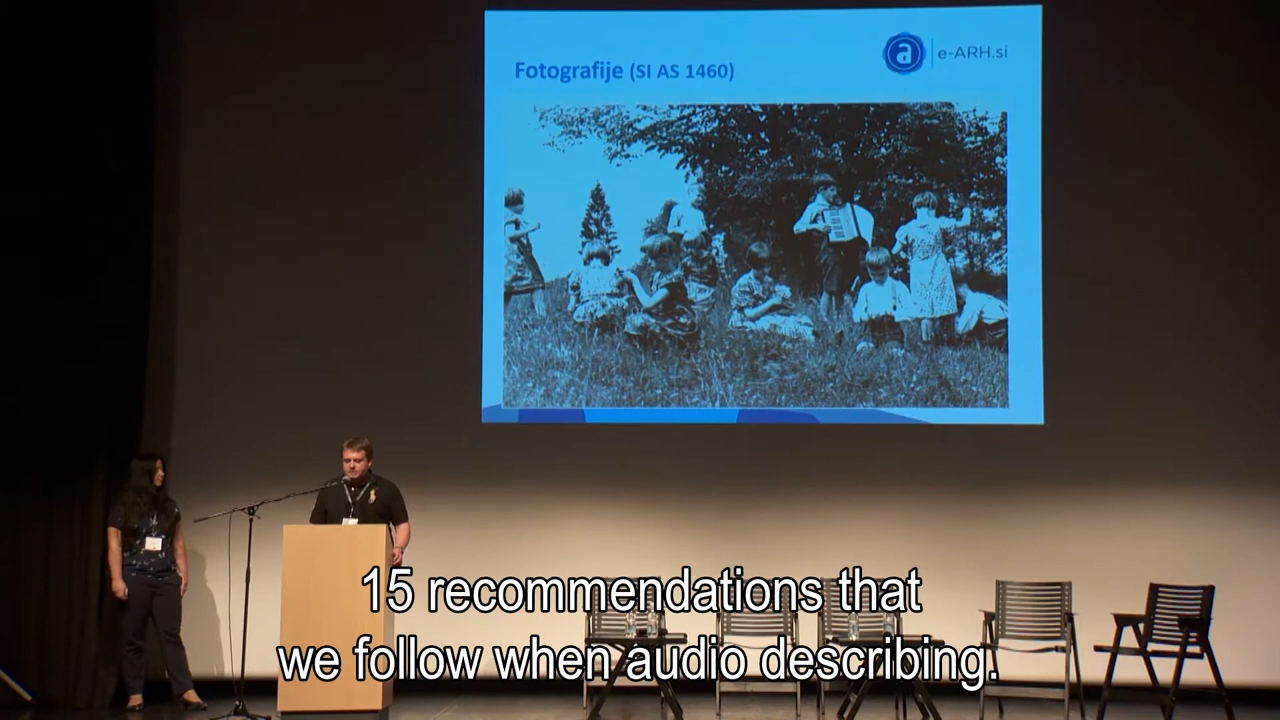 Fotografije (SI AS 1460)
a e-ARH.si
15 recommendations that
we follow when audio describing.